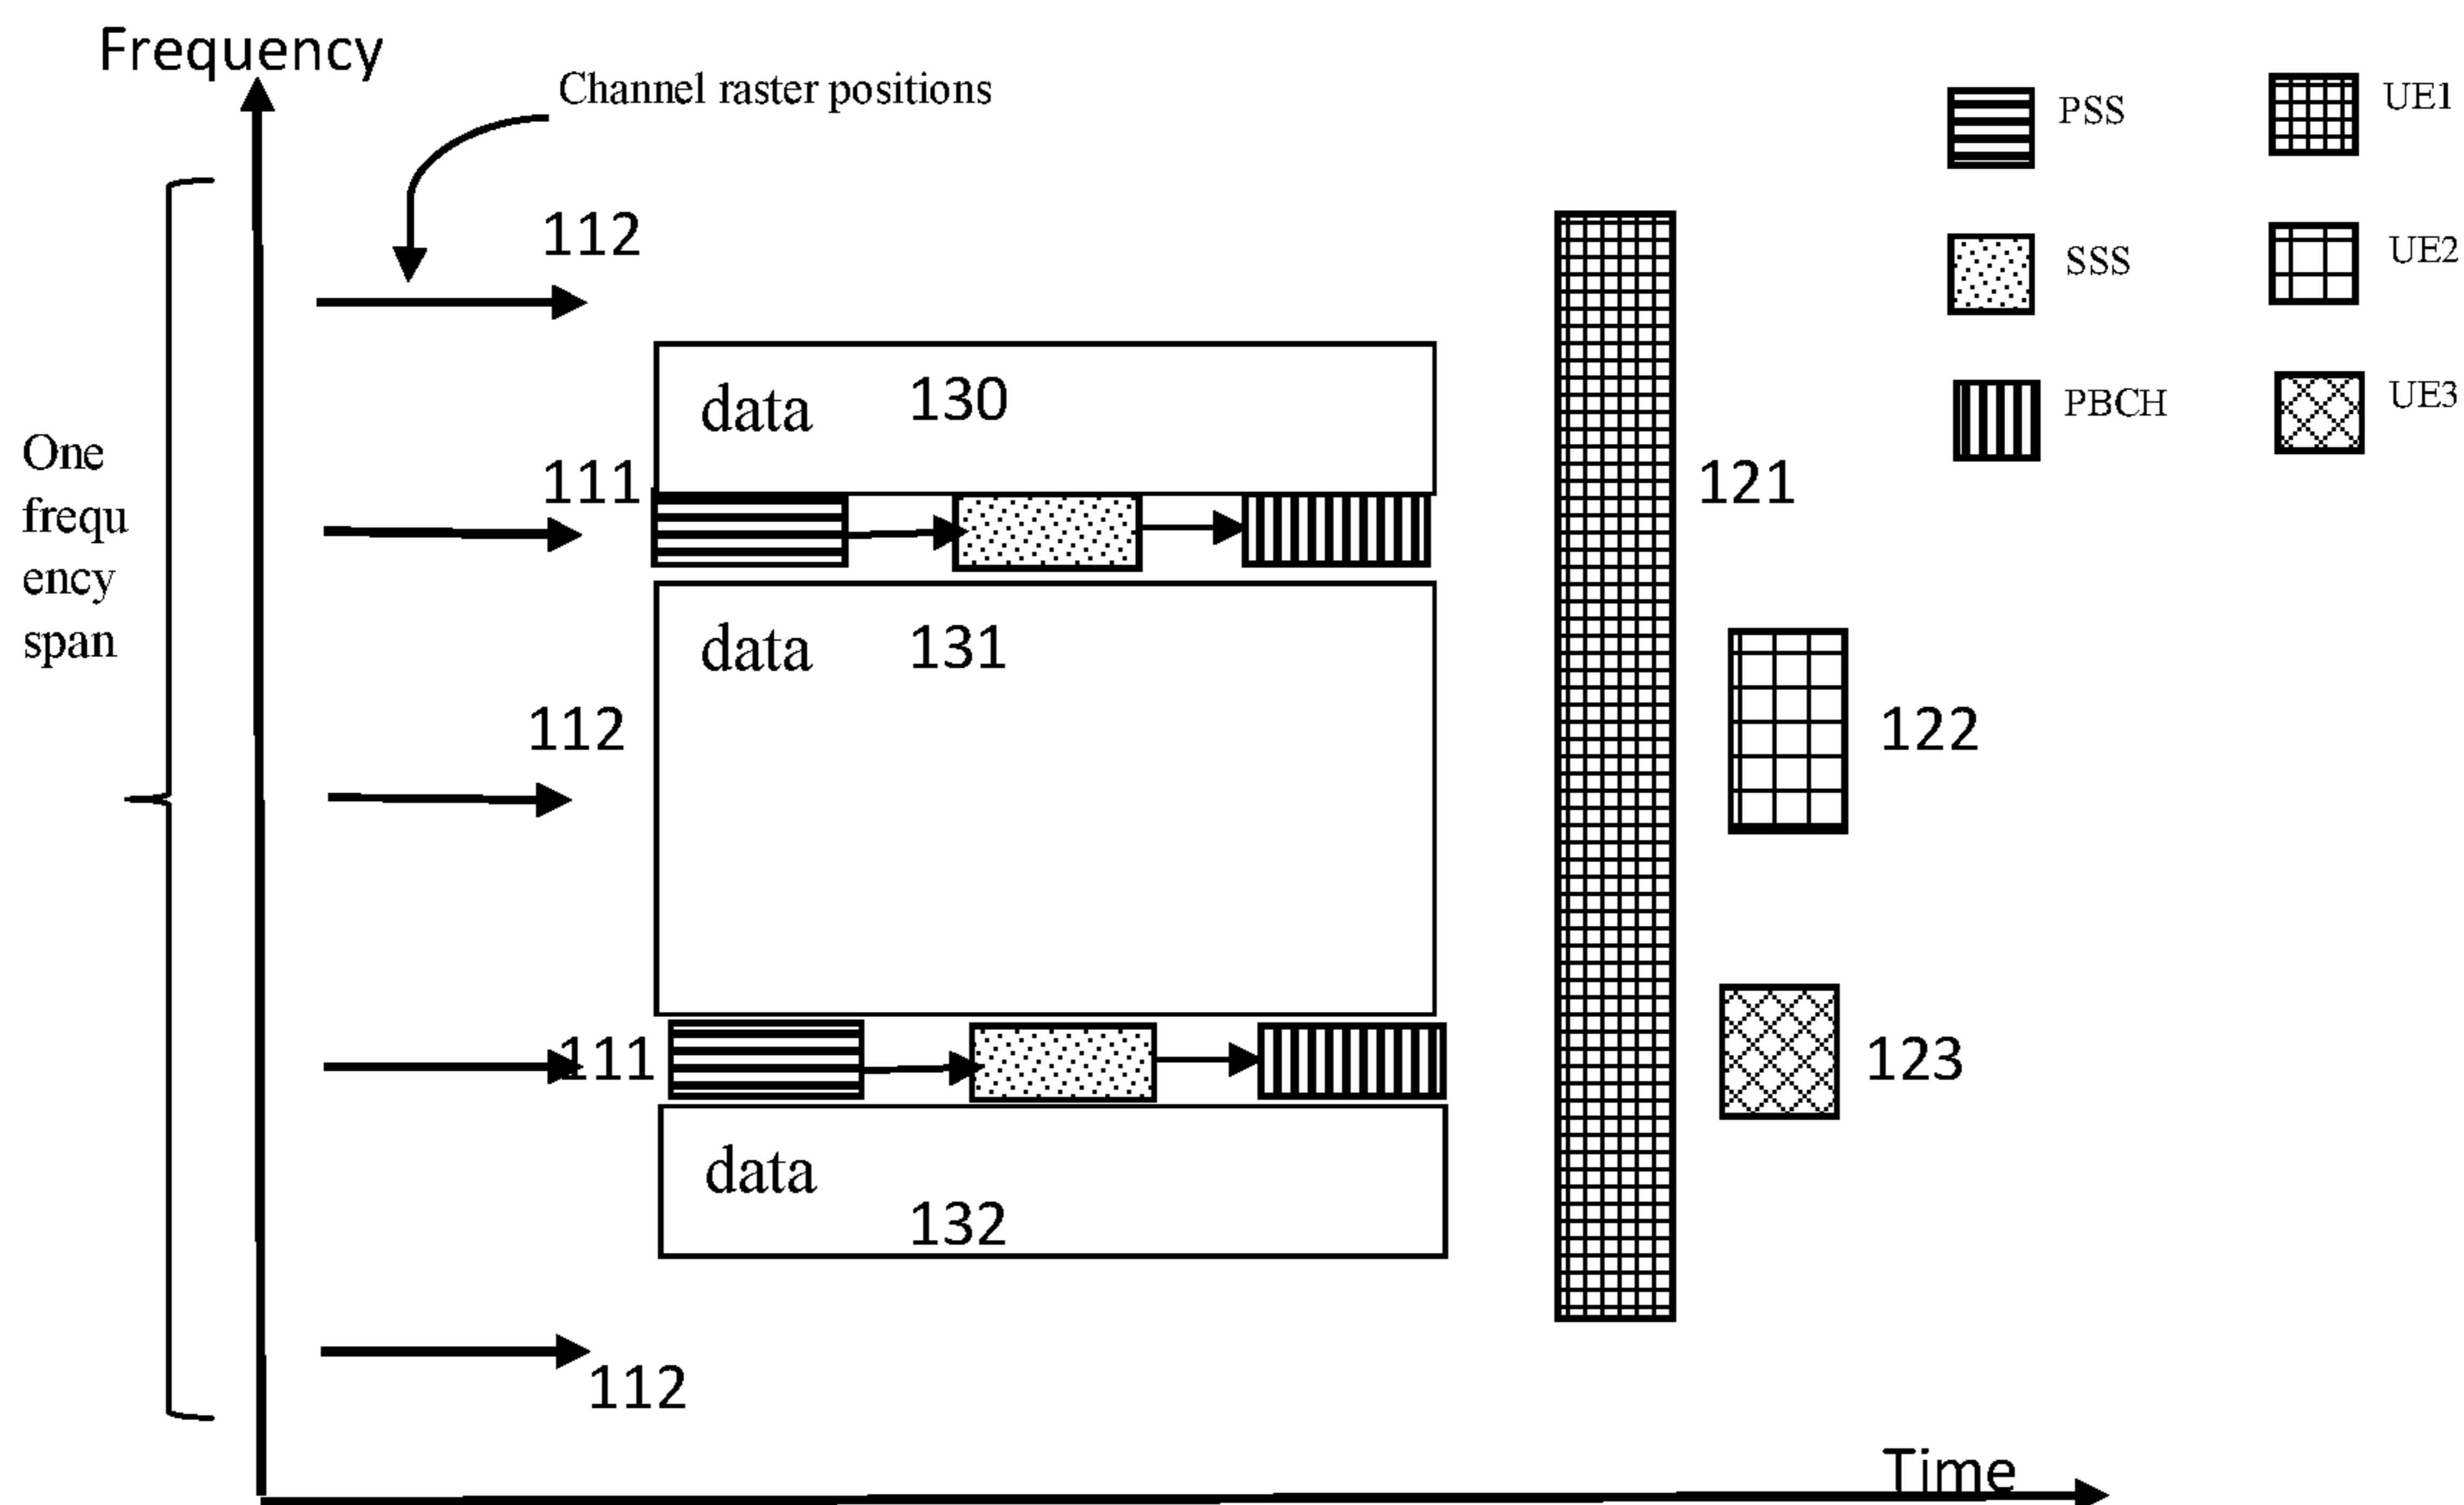 Frequency
Channel raster positions
PSS
UE1
112
SSS
UE2
data 130
PBCH
UE3
One
frequ
ency
span
111
121
data 131
112
122
111
123
data
132
112
Time